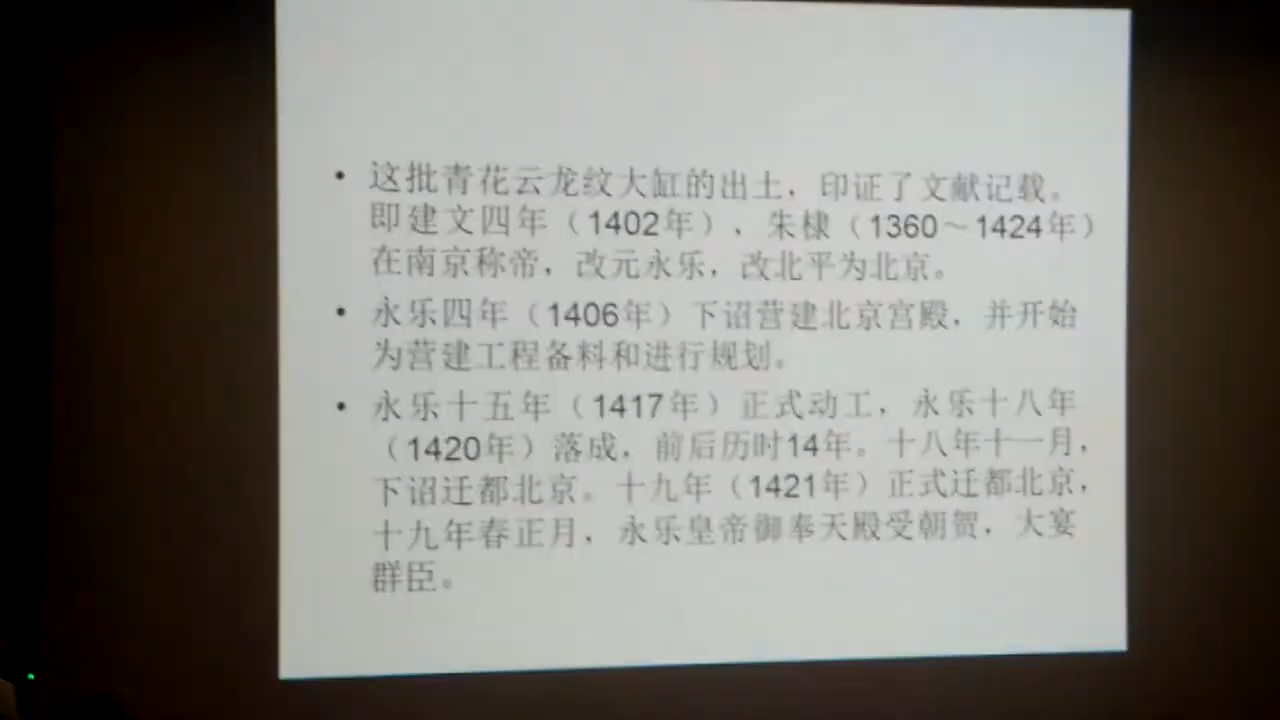 • 这批青花云龙纹大缸的出土，印证了文献记载。
即建文四年（1402年），朱棣（1360～1424年）
在南京称帝，改元永乐，改北平为北京。
• 永乐四年（1406年）下诏营建北京宫殿，并开始
为营建工程备料和进行规划。
• 永乐十五年（1417年）正式动工，永乐十八年
（1420年）落成，前后历时14年。十八年十一月，
下诏迁都北京。十九年（1421年）正式迁都北京，
十九年春正月，永乐皇帝御奉天殿受朝贺，大宴
群臣。